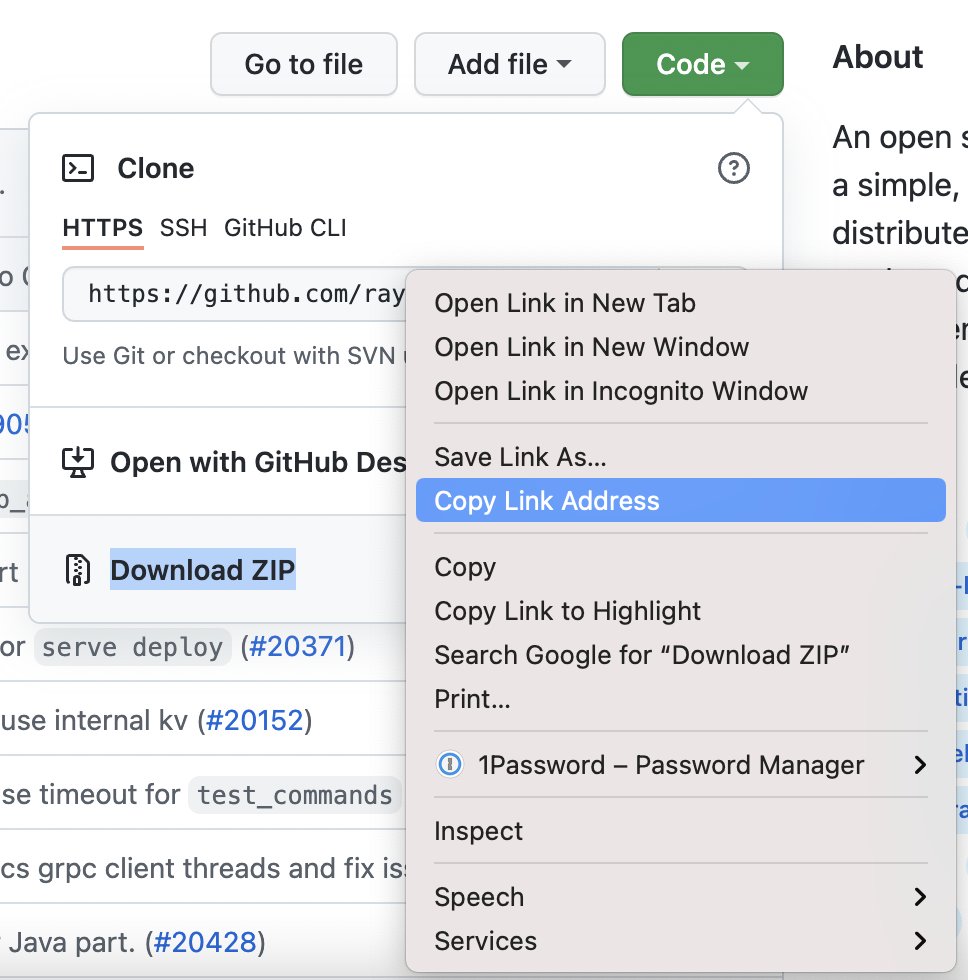 Go to file
Add file
Code
About
An open
a simple,
distribute
Clone
HTTPS SSH GitHub CLI
https://github.com/ray
Use Git or checkout with SVN
Open with GitHub Des
Download ZIP
Open Link in New Tab
Open Link in New Window
Open Link in Incognito Window
Save Link As...
Copy Link Address
Copy
Copy Link to Highlight
Search Google for “Download ZIP”
Print...
1Password – Password Manager
Inspect
Speech
Services
or serve deploy (#20371)
use internal kv (#20152)
se timeout for test_commands
cs grpc client threads and fix is
Java part. (#20428)